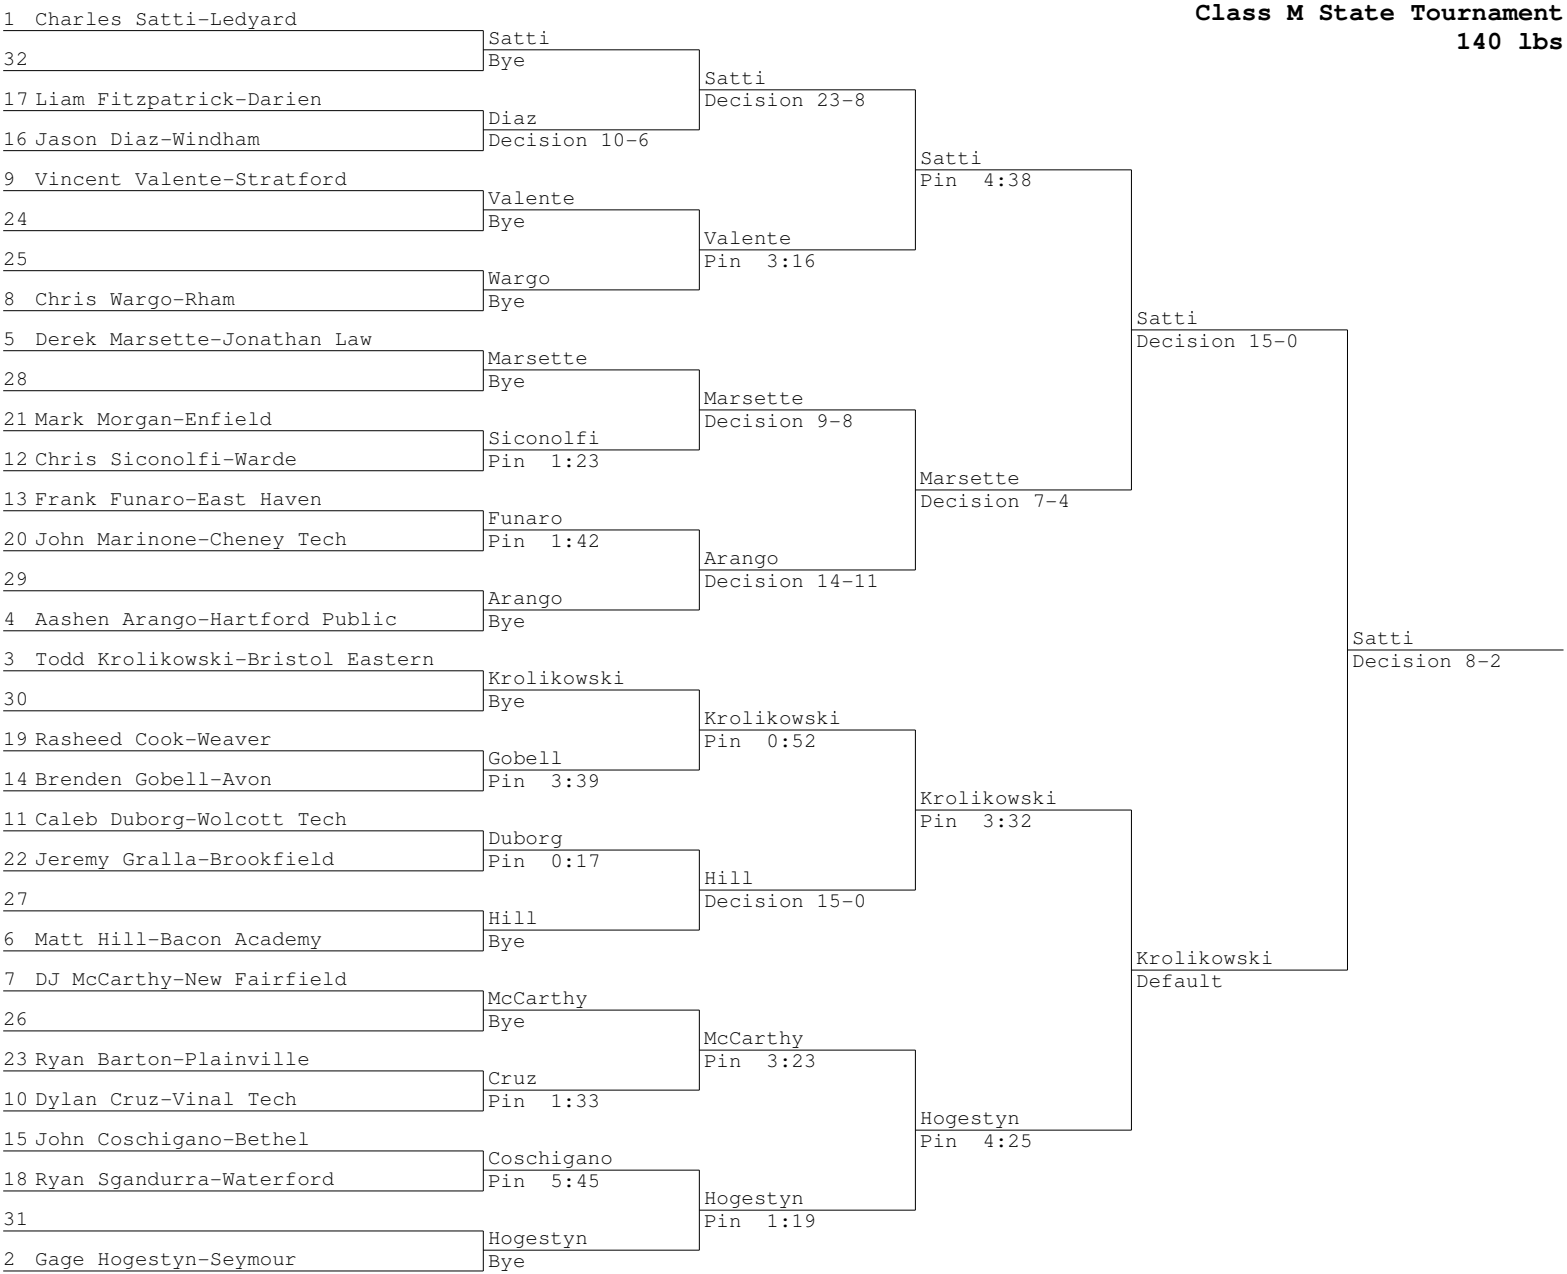 Class M State Tournament
140 lbs
1 Charles Satti-Ledyard
32
17 Liam Fitzpatrick-Darien
16 Jason Diaz-Windham
9 Vincent Valente-Stratford
24
25
8 Chris Wargo-Rham
5 Derek Marsette-Jonathan Law
28
21 Mark Morgan-Enfield
12 Chris Siconolfi-Warde
13 Frank Funaro-East Haven
20 John Marinone-Cheney Tech
29
4 Aashen Arango-Hartford Public
3 Todd Krolikowski-Bristol Eastern
30
19 Rasheed Cook-Weaver
14 Brenden Gobell-Avon
11 Caleb Duborg-Wolcott Tech
22 Jeremy Gralla-Brookfield
27
6 Matt Hill-Bacon Academy
7 DJ McCarthy-New Fairfield
26
23 Ryan Barton-Plainville
10 Dylan Cruz-Vinal Tech
15 John Coschigano-Bethel
18 Ryan Sgandurra-Waterford
31
2 Gage Hogestyn-Seymour
Satti
Bye
Diaz
Decision 10-6
Valente
Bye
Wargo
Bye
Marsette
Bye
Siconolfi
Pin 1:23
Funaro
Pin 1:42
Arango
Bye
Krolikowski
Bye
Gobell
Pin 3:39
Duborg
Pin 0:17
Hill
Bye
McCarthy
Bye
Cruz
Pin 1:33
Coschigano
Pin 5:45
Hogestyn
Bye
Satti
Decision 23-8
Valente
Pin 3:16
Marsette
Decision 9-8
Arango
Decision 14-11
Krolikowski
Pin 0:52
Hill
Decision 15-0
McCarthy
Pin 3:23
Hogestyn
Pin 1:19
Satti
Pin 4:38
Marsette
Decision 7-4
Krolikowski
Pin 3:32
Hogestyn
Pin 4:25
Satti
Decision 15-0
Krolikowski
Default
Satti
Decision 8-2